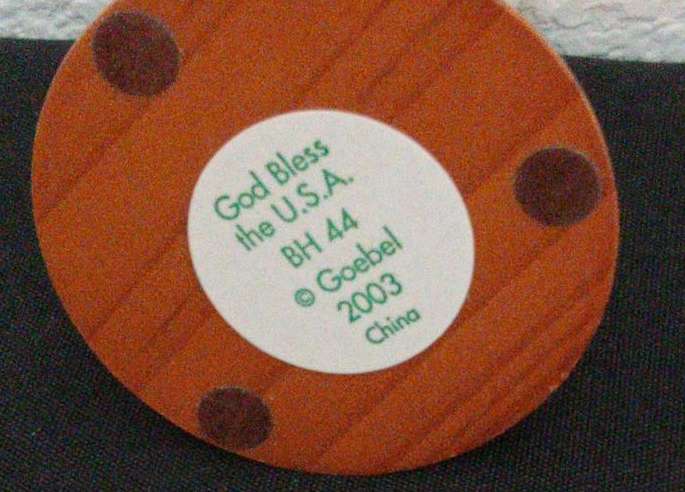 God Bless
the U.S.A.
BH 44
© Goebel
2003
China